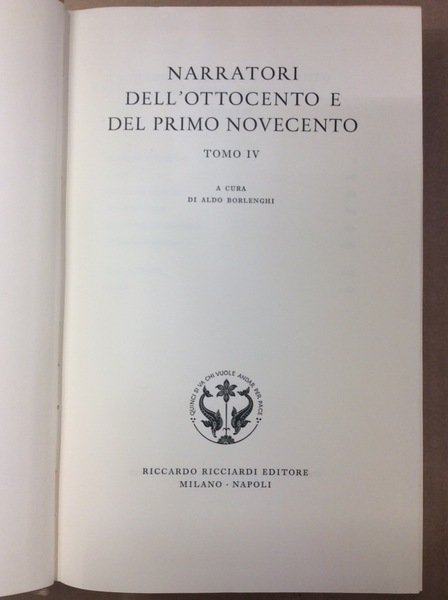 NARRATORI
DELL'OTTOCENTO E
DEL PRIMO NOVECENTO
TOMO IV
A CURA
DI ALDO BORLENGHI
QUINCI SI VA CHI VUOLE ANDAR PER PACE
RICCARDO RICCIARDI EDITORE
MILANO · NAPOLI